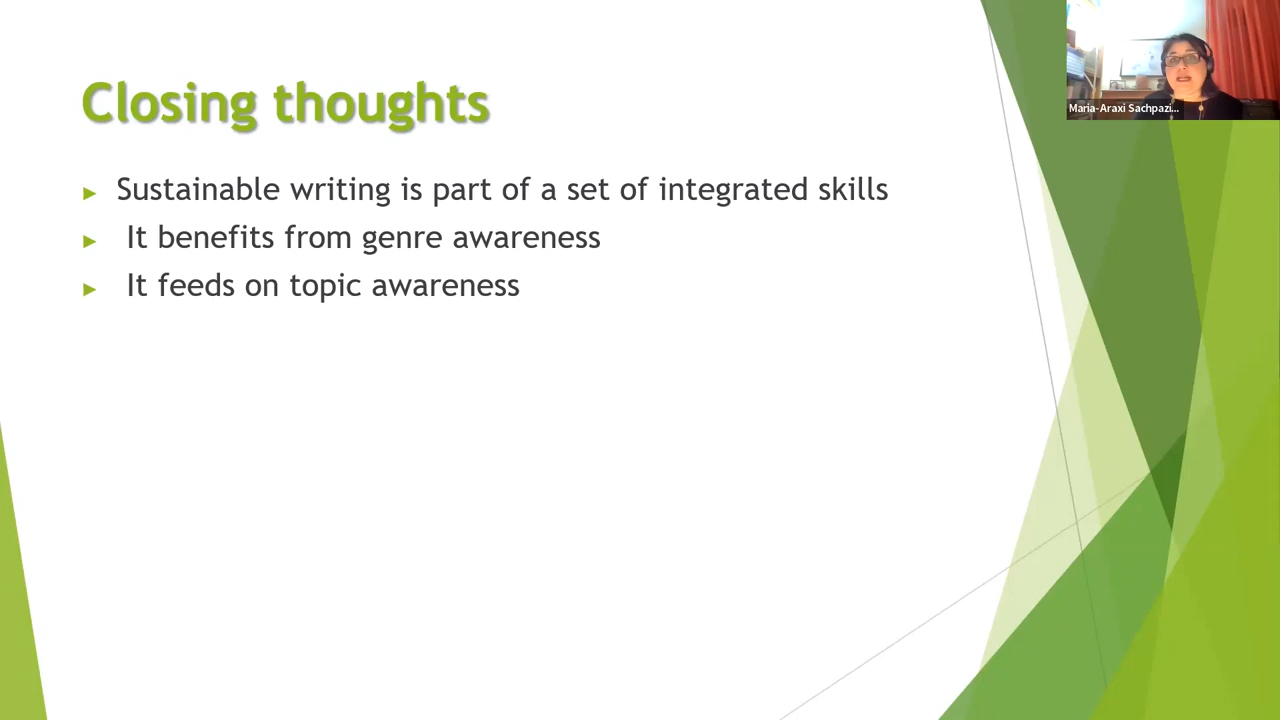 Closing thoughts
Sustainable writing is part of a set of integrated skills
It benefits from genre awareness
It feeds on topic awareness
Maria-Araxi Sachpazi...